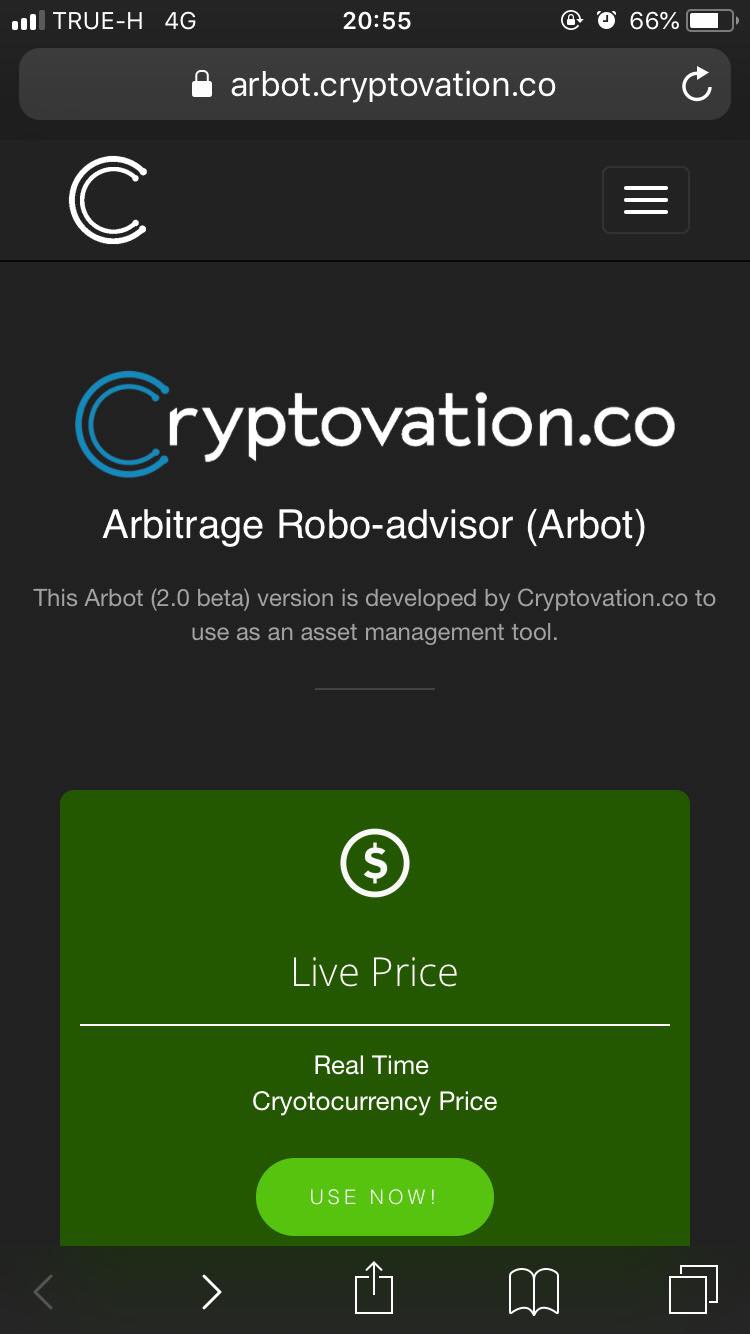 TRUE-H 4G 20:55 66%
arbot.cryptovation.co
Cryptovation.co
Arbitrage Robo-advisor (Arbot)
This Arbot (2.0 beta) version is developed by Cryptovation.co to
use as an asset management tool.
$
Live Price
Real Time
Cryotocurrency Price
USE NOW!